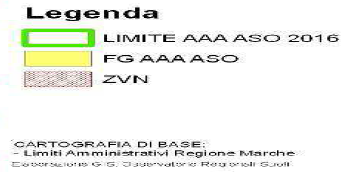 Legenda
LIMITE AAA ASO 2016
FG AAA ASO
ZVN
CARTOGRAFIA DI BASE:
- Limiti Amministrativi Regione Marche
Elaborazione G.S. Osservatorio Regionali Suoli